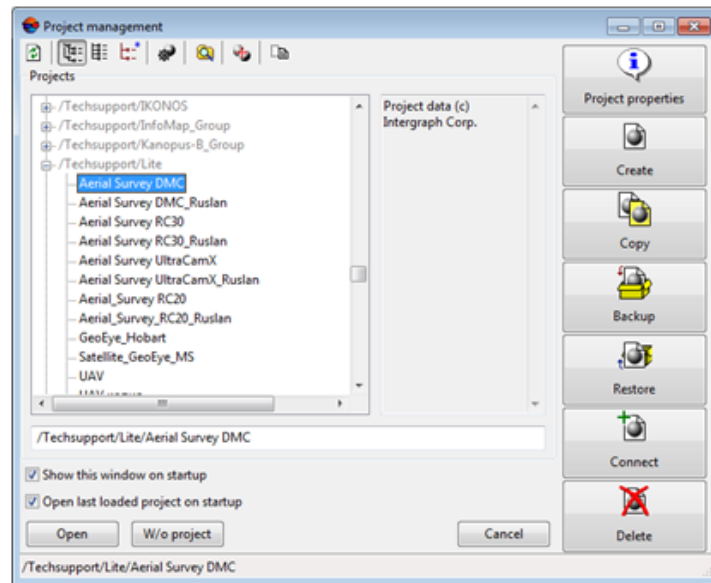 Project management
Projects
/Techsupport/IKONOS
/Techsupport/InfoMap_Group
/Techsupport/Kanopus-B_Group
/Techsupport/Lite
Aerial Survey DMC
Aerial Survey DMC_Ruslan
Aerial Survey RC30
Aerial Survey RC30_Ruslan
Aerial Survey UltraCamX
Aerial Survey UltraCamX_Ruslan
Aerial_Survey RC20
Aerial_Survey_RC20_Ruslan
GeoEye_Hobart
Satellite_GeoEye_MS
UAV
Project data (c)
Intergraph Corp.
/Techsupport/Lite/Aerial Survey DMC
Show this window on startup
Open last loaded project on startup
Open
W/o project
Cancel
Project properties
Create
Copy
Backup
Restore
Connect
Delete
/Techsupport/Lite/Aerial Survey DMC